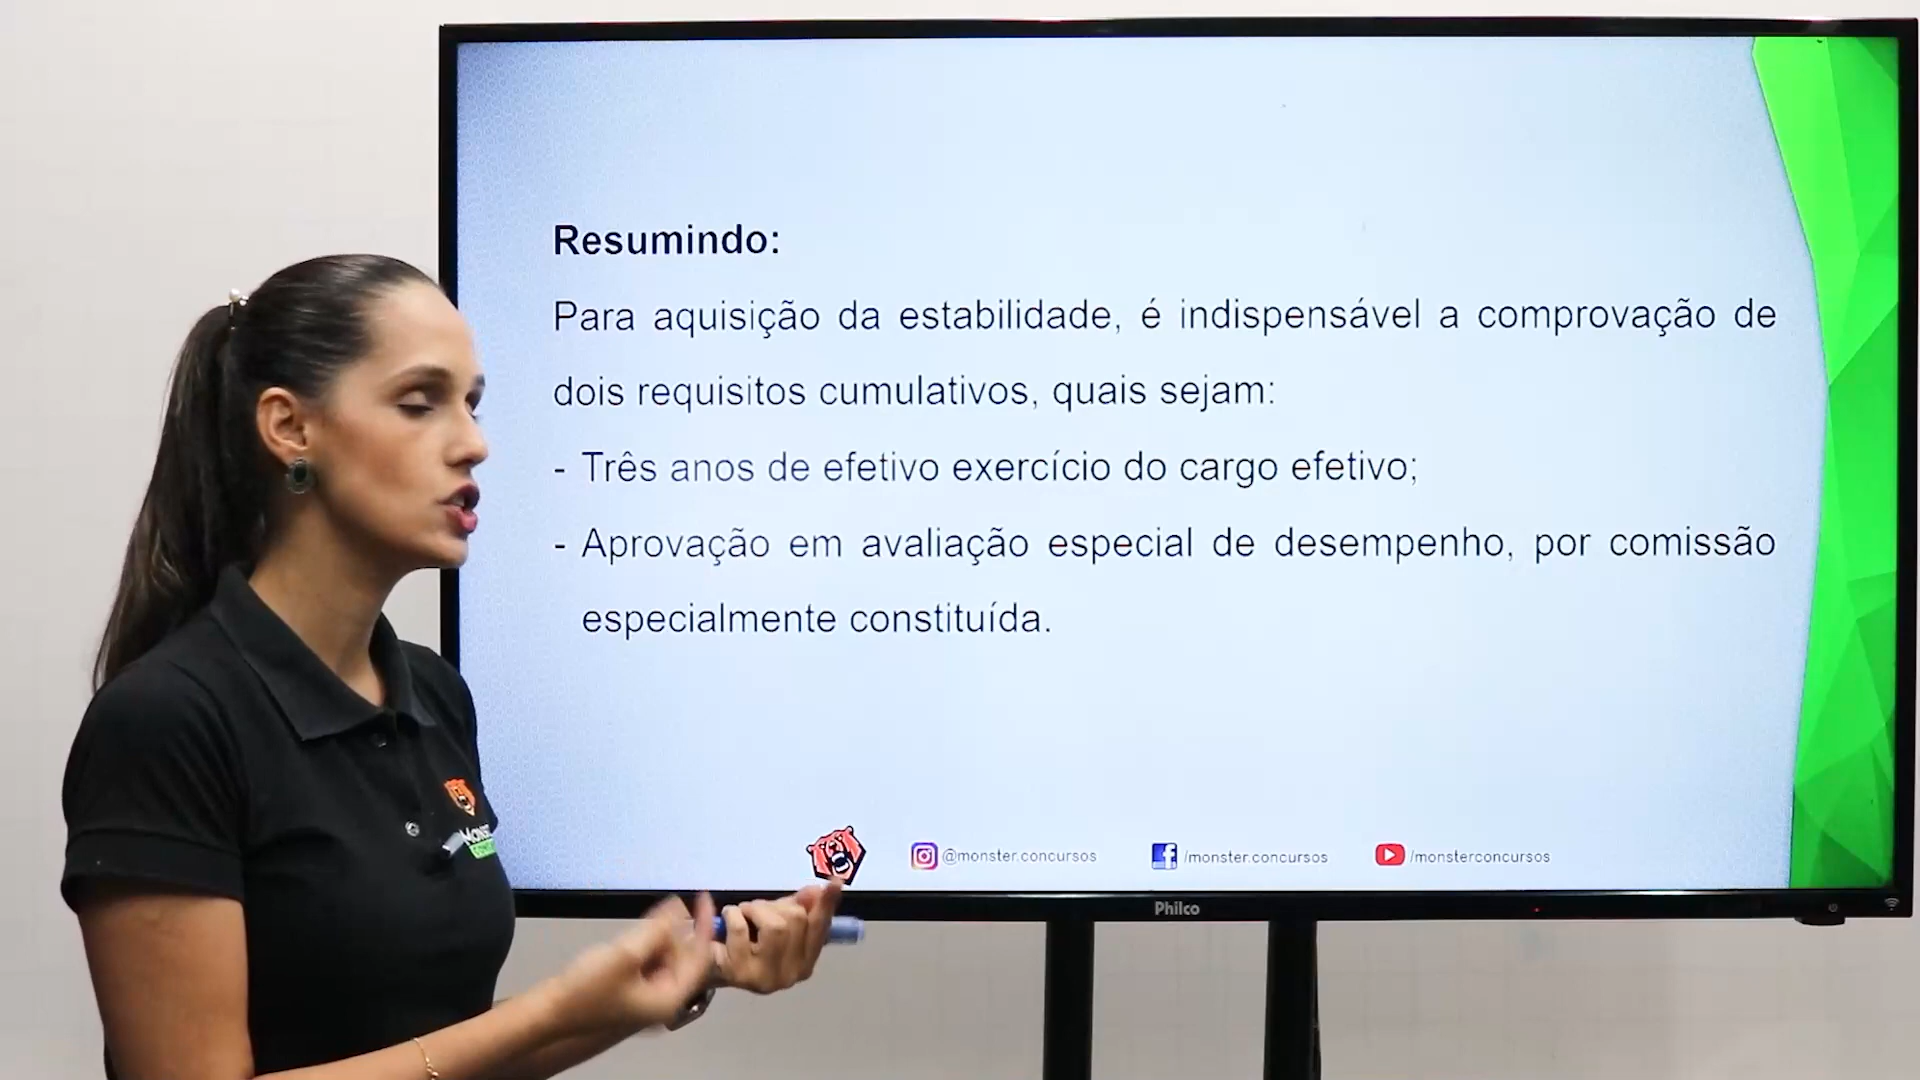 Resumindo:
Para aquisição da estabilidade, é indispensável a comprovação de
dois requisitos cumulativos, quais sejam:
- Três anos de efetivo exercício do cargo efetivo;
- Aprovação em avaliação especial de desempenho, por comissão
especialmente constituída.
@monster.concursos
/monster.concursos
/monsterconcursos
Philco